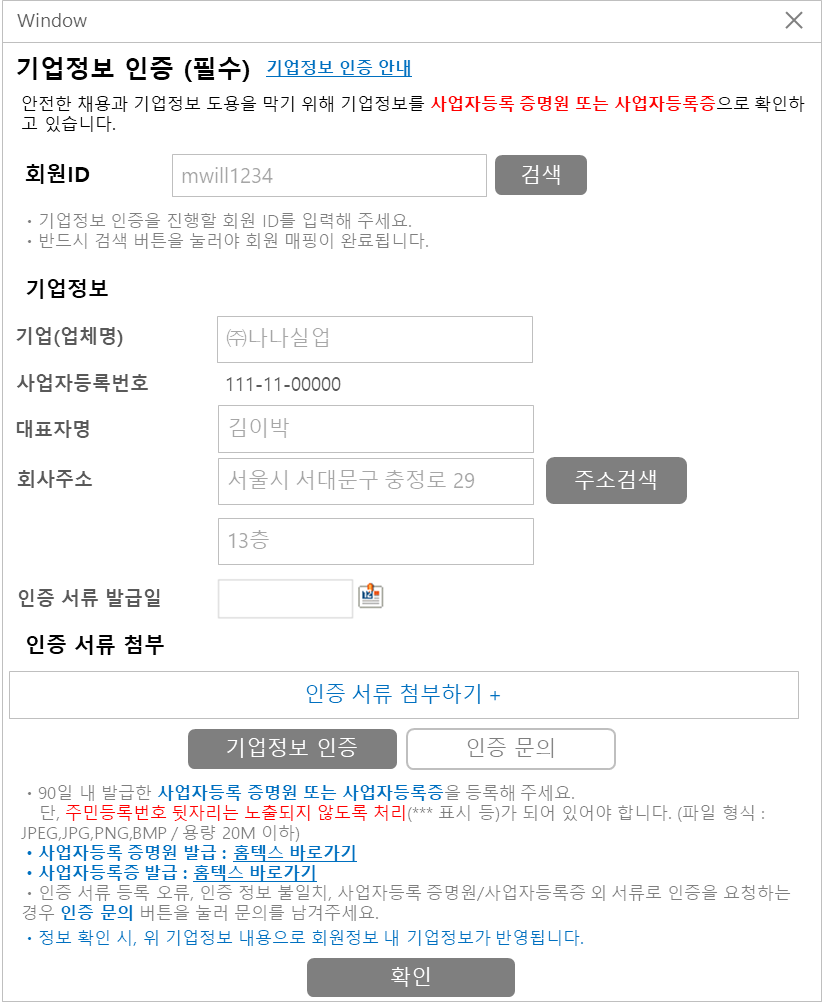 Window
기업정보 인증 (필수) 기업정보 인증 안내
안전한 채용과 기업정보 도용을 막기 위해 기업정보를 사업자등록 증명원 또는 사업자등록증으로 확인하
고 있습니다.
회원ID mwill1234 검색
・기업정보 인증을 진행할 회원 ID를 입력해 주세요.
・반드시 검색 버튼을 눌러야 회원 매핑이 완료됩니다.
기업정보
기업(업체명) ㈜나나실업
사업자등록번호 111-11-00000
대표자명 김이박
회사주소 서울시 서대문구 충정로 29 주소검색
13층
인증 서류 발급일 12
인증 서류 첨부
인증 서류 첨부하기 +
기업정보 인증 인증 문의
・90일 내 발급한 사업자등록 증명원 또는 사업자등록증을 등록해 주세요.
단, 주민등록번호 뒷자리는 노출되지 않도록 처리(*** 표시 등)가 되어 있어야 합니다. (파일 형식 :
JPEG,JPG,PNG,BMP / 용량 20M 이하)
・사업자등록 증명원 발급 : 홈텍스 바로가기
・사업자등록증 발급 : 홈텍스 바로가기
・인증 서류 등록 오류, 인증 정보 불일치, 사업자등록 증명원/사업자등록증 외 서류로 인증을 요청하는
경우 인증 문의 버튼을 눌러 문의를 남겨주세요.
・정보 확인 시, 위 기업정보 내용으로 회원정보 내 기업정보가 반영됩니다.
확인